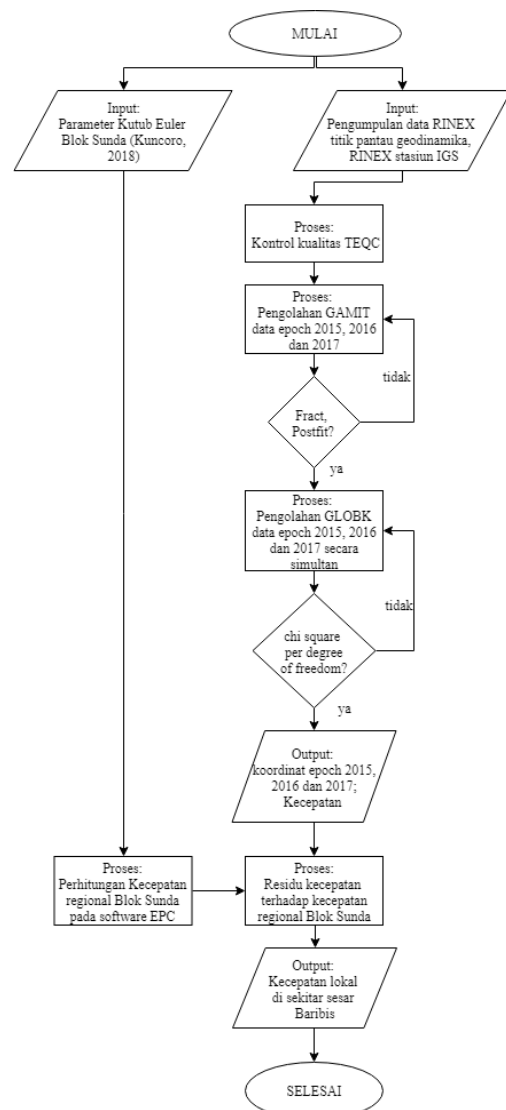 MULAI
Input:
Parameter Kutub Euler
Blok Sunda (Kuncoro,
2018)
Input:
Pengumpulan data RINEX
titik pantau geodinamika,
RINEX stasiun IGS
Proses:
Kontrol kualitas TEQC
Proses:
Pengolahan GAMIT
data epoch 2015, 2016
dan 2017
tidak
Fract,
Postfit?
ya
Proses:
Pengolahan GLOBK
data epoch 2015, 2016
dan 2017 secara
simultan
tidak
chi square
per degree
of freedom?
ya
Output:
koordinat epoch 2015,
2016 dan 2017;
Kecepatan
Proses:
Perhitungan Kecepatan
regional Blok Sunda
pada software EPC
Proses:
Residu kecepatan
terhadap kecepatan
regional Blok Sunda
Output:
Kecepatan lokal
di sekitar sesar
Baribis
SELESAI